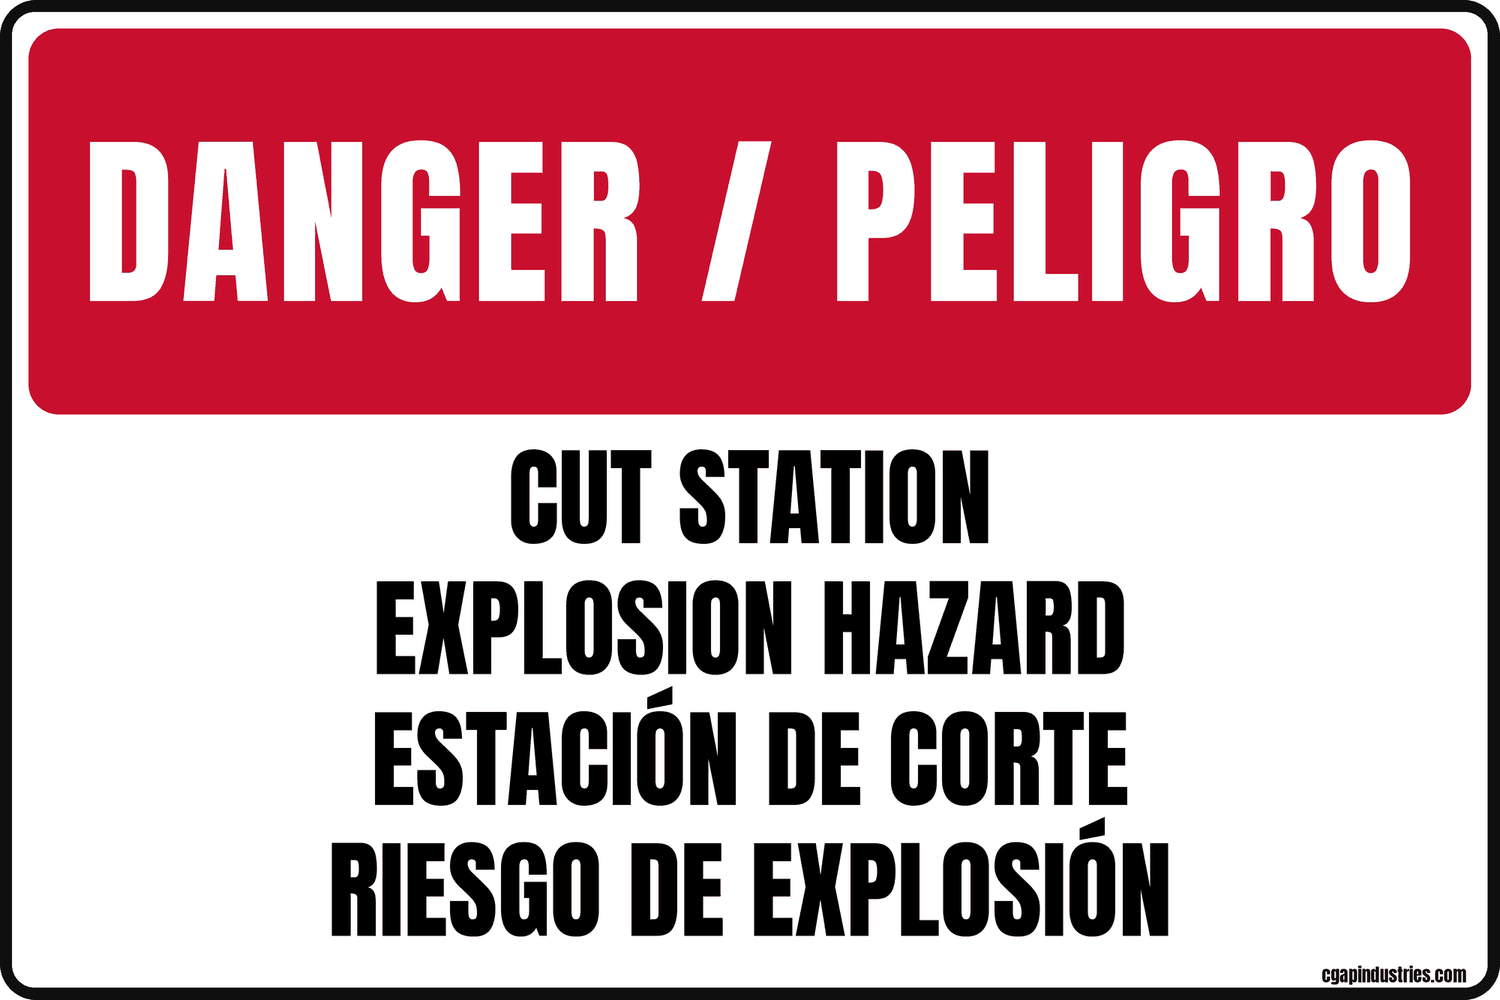 DANGER / PELIGRO
CUT STATION
EXPLOSION HAZARD
ESTACIÓN DE CORTE
RIESGO DE EXPLOSIÓN
cgapindustries.com